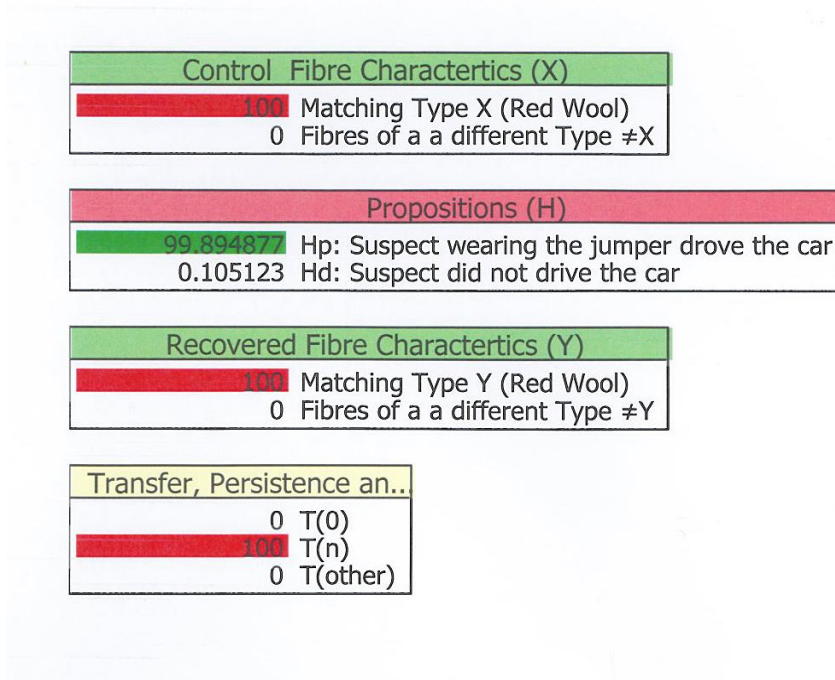 Control Fibre Charactertics (X)
100 Matching Type X (Red Wool)
0 Fibres of a a different Type ≠X
Propositions (H)
99.894877 Hp: Suspect wearing the jumper drove the car
0.105123 Hd: Suspect did not drive the car
Recovered Fibre Charactertics (Y)
100 Matching Type Y (Red Wool)
0 Fibres of a a different Type ≠Y
Transfer, Persistence an...
0 T(0)
100 T(n)
0 T(other)